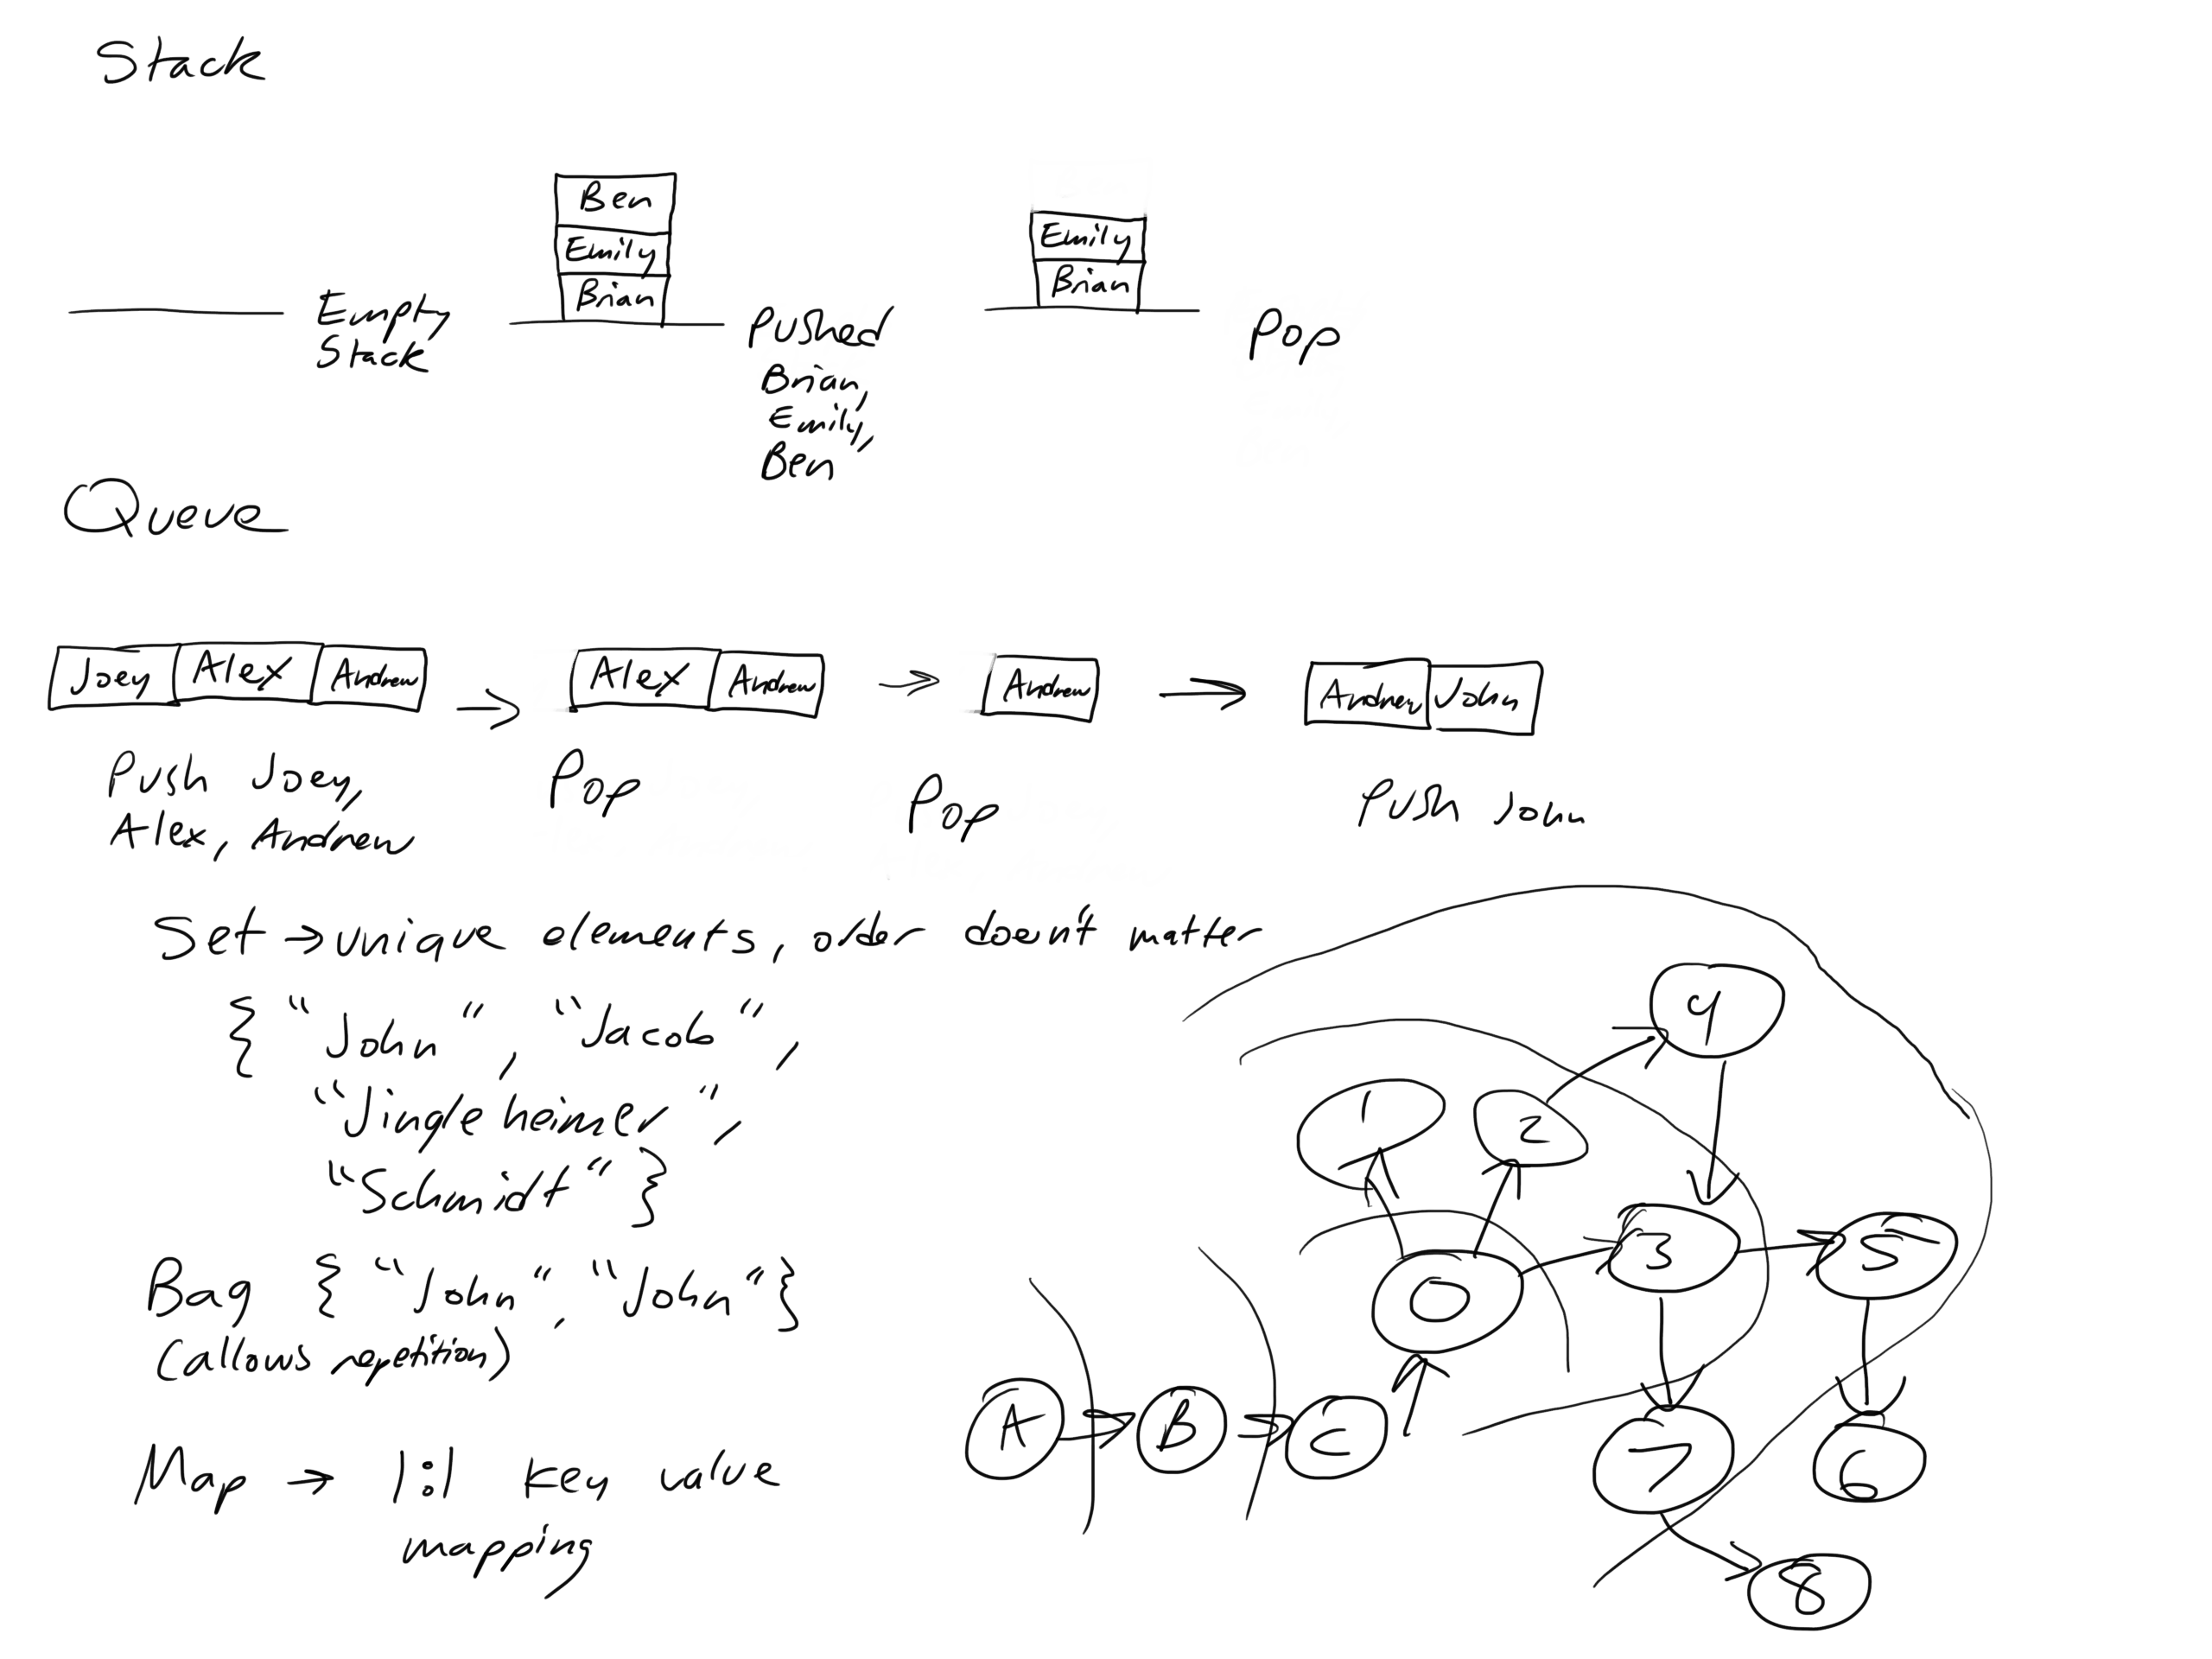 Stack
Ben
Emily
Brian
Empty
Stack
Pushed
Brian,
Emily,
Ben
Emily
Brian
Pop
Queue
Joey Alex Andrew
Alex Andrew
Andrew
Andrew John
Push Joey,
Alex, Andrew
Pop
Pop
Push John
Set → unique elements, order doesn't matter
{ "John", "Jacob",
"Jingleheimer",
"Schmidt" }
Bag { "John", "John" }
(allows repetition)
Map → 1:1 key value
mapping
4
1
2
3
5
0
A
B
C
7
6
8